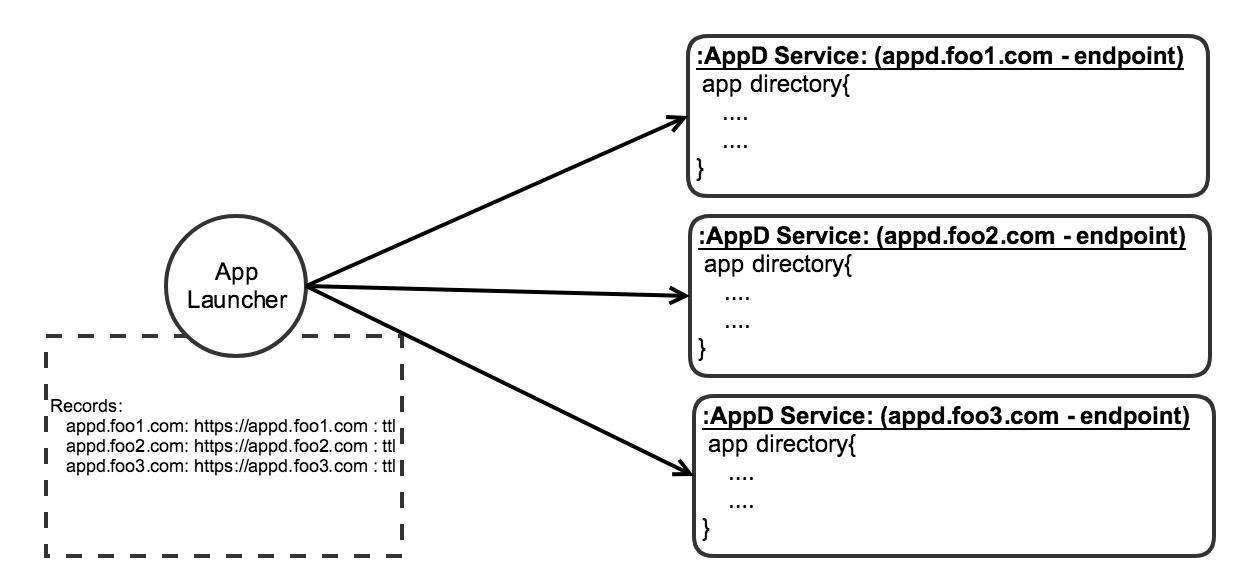 :AppD Service: (appd.foo1.com - endpoint)
app directory{
....
....
}
:AppD Service: (appd.foo2.com - endpoint)
app directory{
....
....
}
App
Launcher
Records:
appd.foo1.com: https://appd.foo1.com : ttl
appd.foo2.com: https://appd.foo2.com : ttl
appd.foo3.com: https://appd.foo3.com : ttl
:AppD Service: (appd.foo3.com - endpoint)
app directory{
....
....
}